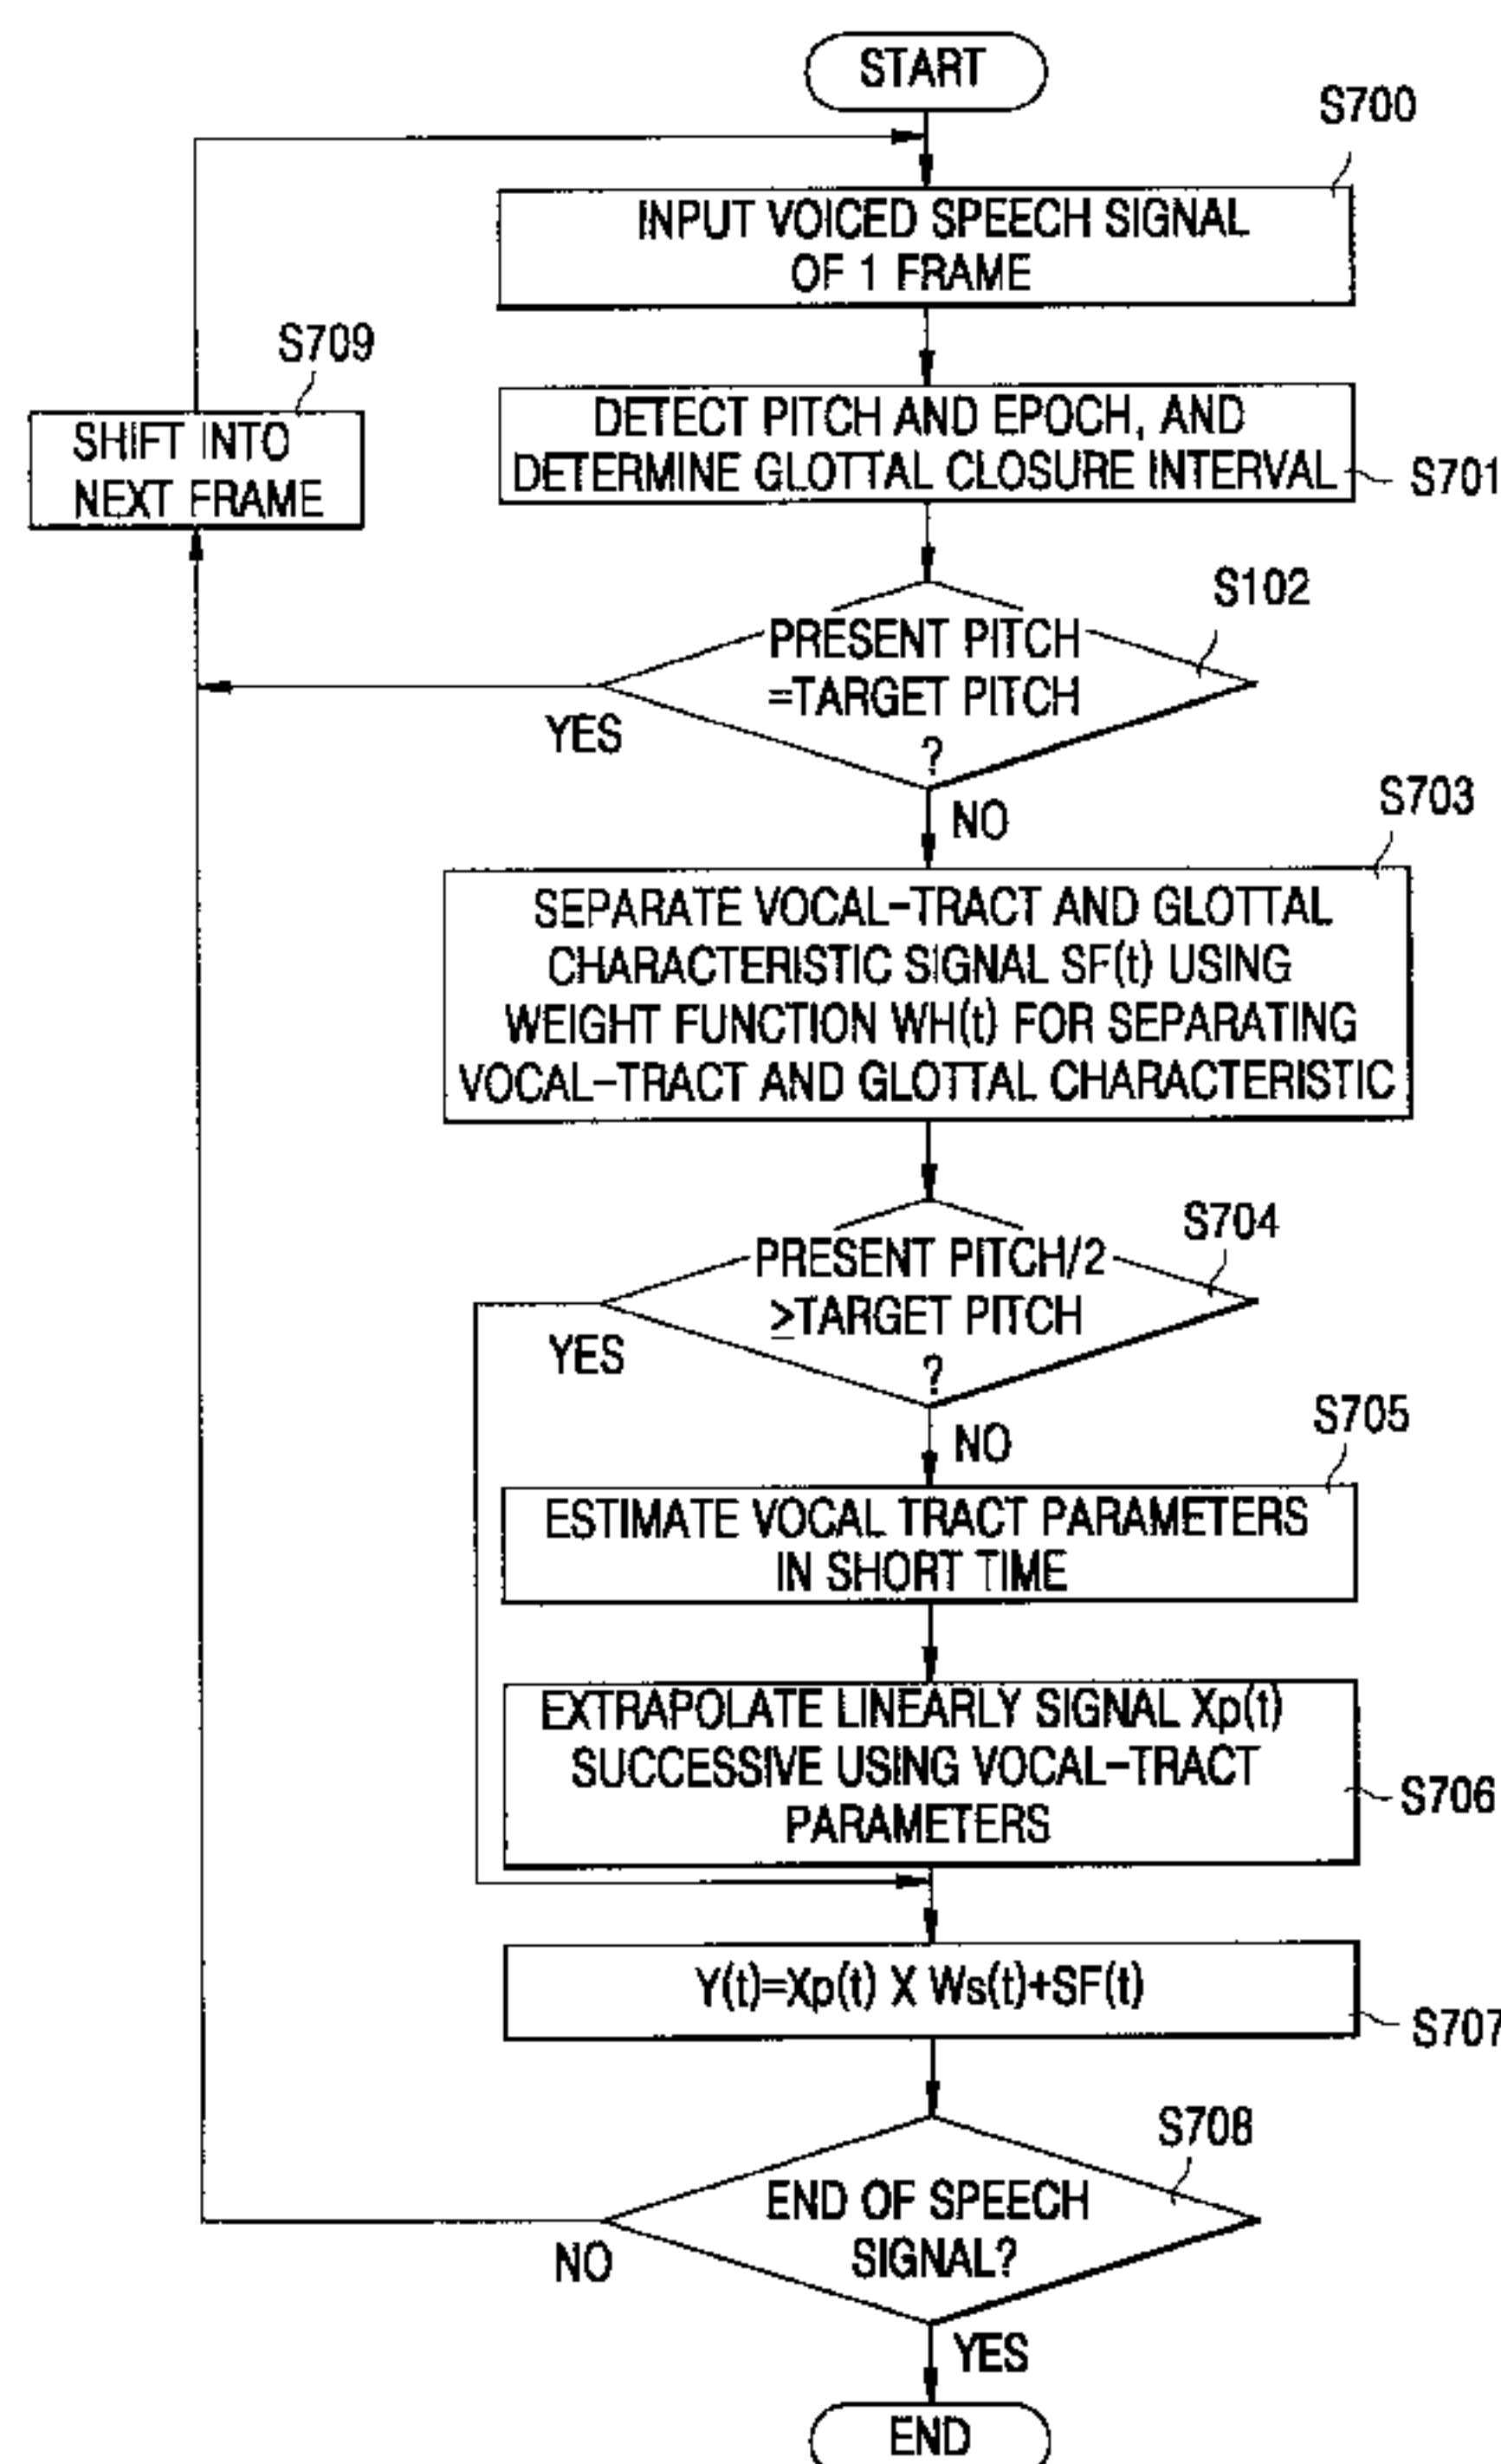 START
S700
INPUT VOICED SPEECH SIGNAL
OF 1 FRAME
S709
SHIFT INTO
NEXT FRAME
DETECT PITCH AND EPOCH, AND
DETERMINE GLOTTAL CLOSURE INTERVAL
S701
S102
PRESENT PITCH
=TARGET PITCH
?
YES
NO
S703
SEPARATE VOCAL-TRACT AND GLOTTAL
CHARACTERISTIC SIGNAL SF(t) USING
WEIGHT FUNCTION WH(t) FOR SEPARATING
VOCAL-TRACT AND GLOTTAL CHARACTERISTIC
S704
PRESENT PITCH/2
≥TARGET PITCH
?
YES
NO
S705
ESTIMATE VOCAL TRACT PARAMETERS
IN SHORT TIME
EXTRAPOLATE LINEARLY SIGNAL Xp(t)
SUCCESSIVE USING VOCAL-TRACT
PARAMETERS
S706
Y(t)=Xp(t) X Ws(t)+SF(t)
S707
S708
END OF SPEECH
SIGNAL?
NO
YES
END